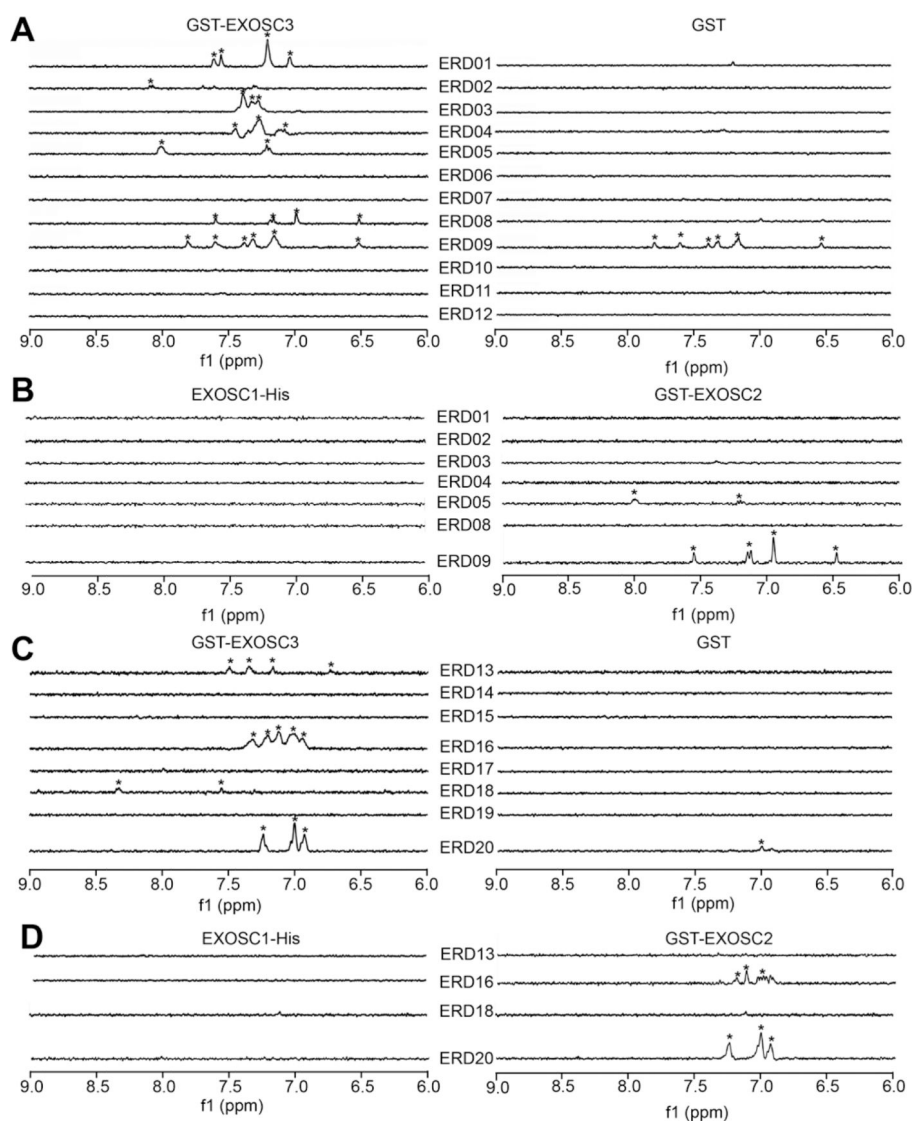 A
GST-EXOSC3 GST
ERD01
ERD02
ERD03
ERD04
ERD05
ERD06
ERD07
ERD08
ERD09
ERD10
ERD11
ERD12
9.0 8.5 8.0 7.5 7.0 6.5 6.0 9.0 8.5 8.0 7.5 7.0 6.5 6.0
f1 (ppm) f1 (ppm)
B
EXOSC1-His GST-EXOSC2
ERD01
ERD02
ERD03
ERD04
ERD05
ERD08
ERD09
9.0 8.5 8.0 7.5 7.0 6.5 6.0 9.0 8.5 8.0 7.5 7.0 6.5 6.0
f1 (ppm) f1 (ppm)
C
GST-EXOSC3 GST
ERD13
ERD14
ERD15
ERD16
ERD17
ERD18
ERD19
ERD20
9.0 8.5 8.0 7.5 7.0 6.5 6.0 9.0 8.5 8.0 7.5 7.0 6.5 6.0
f1 (ppm) f1 (ppm)
D
EXOSC1-His GST-EXOSC2
ERD13
ERD16
ERD18
ERD20
9.0 8.5 8.0 7.5 7.0 6.5 6.0 9.0 8.5 8.0 7.5 7.0 6.5 6.0
f1 (ppm) f1 (ppm)